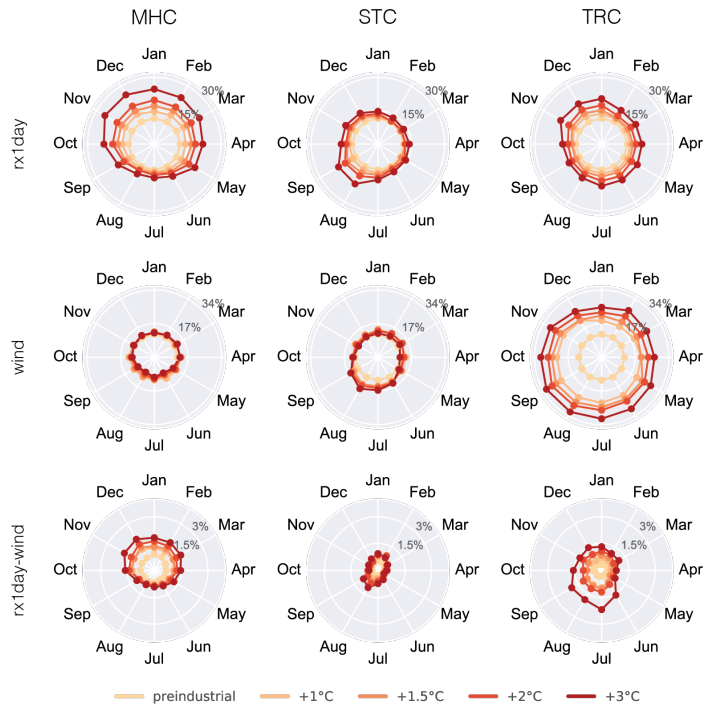 MHC STC TRC
rx1day
Jan Feb Mar Apr May Jun Jul Aug Sep Oct Nov Dec 15% 30%
Jan Feb Mar Apr May Jun Jul Aug Sep Oct Nov Dec 15% 30%
Jan Feb Mar Apr May Jun Jul Aug Sep Oct Nov Dec 15% 30%
wind
Jan Feb Mar Apr May Jun Jul Aug Sep Oct Nov Dec 17% 34%
Jan Feb Mar Apr May Jun Jul Aug Sep Oct Nov Dec 17% 34%
Jan Feb Mar Apr May Jun Jul Aug Sep Oct Nov Dec 17% 34%
rx1day-wind
Jan Feb Mar Apr May Jun Jul Aug Sep Oct Nov Dec 1.5% 3%
Jan Feb Mar Apr May Jun Jul Aug Sep Oct Nov Dec 1.5% 3%
Jan Feb Mar Apr May Jun Jul Aug Sep Oct Nov Dec 1.5% 3%
preindustrial +1°C +1.5°C +2°C +3°C